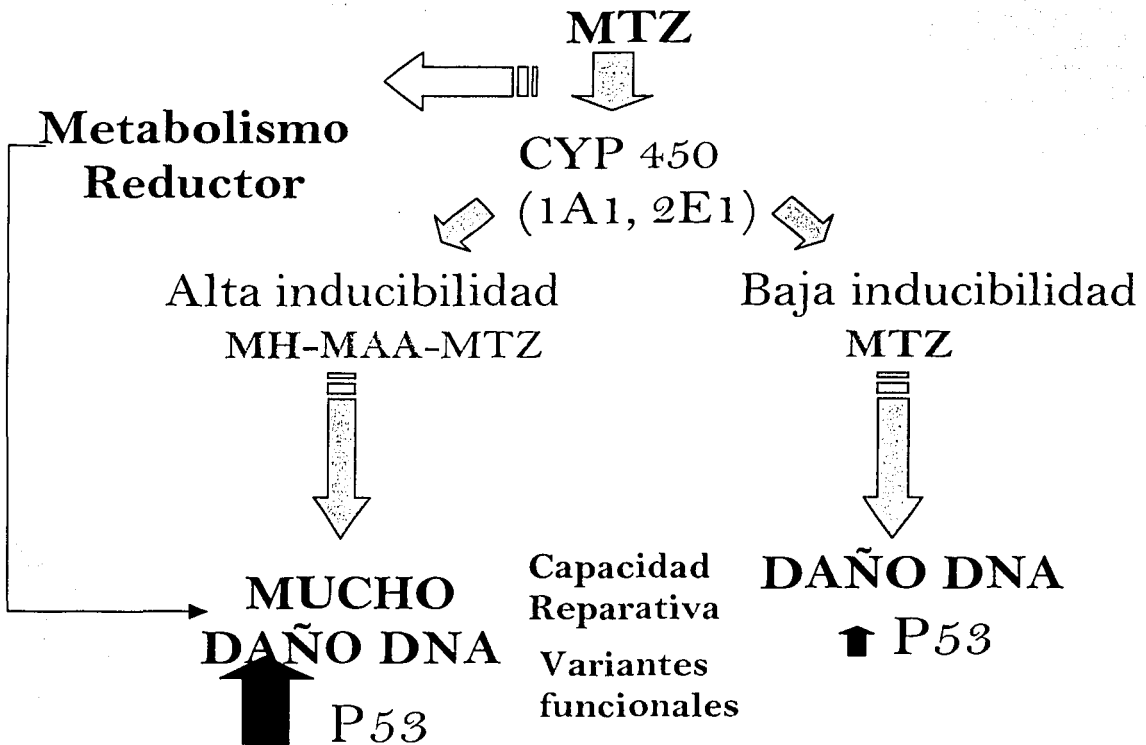 MTZ
Metabolismo
Reductor
CYP 450
(1A1, 2E1)
Alta inducibilidad
MH-MAA-MTZ
Baja inducibilidad
MTZ
MUCHO
DAÑO DNA
P53
Capacidad
Reparativa
Variantes
funcionales
DAÑO DNA
P53